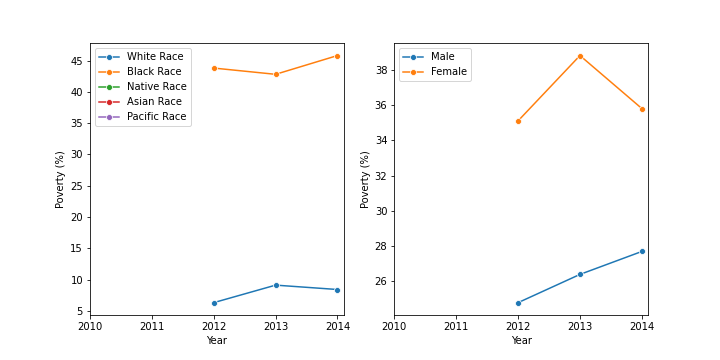 White Race
Black Race
Native Race
Asian Race
Pacific Race
45
40
35
30
25
20
15
10
5
Poverty (%)
2010 2011 2012 2013 2014
Year
Male
Female
38
36
34
32
30
28
26
Poverty (%)
2010 2011 2012 2013 2014
Year